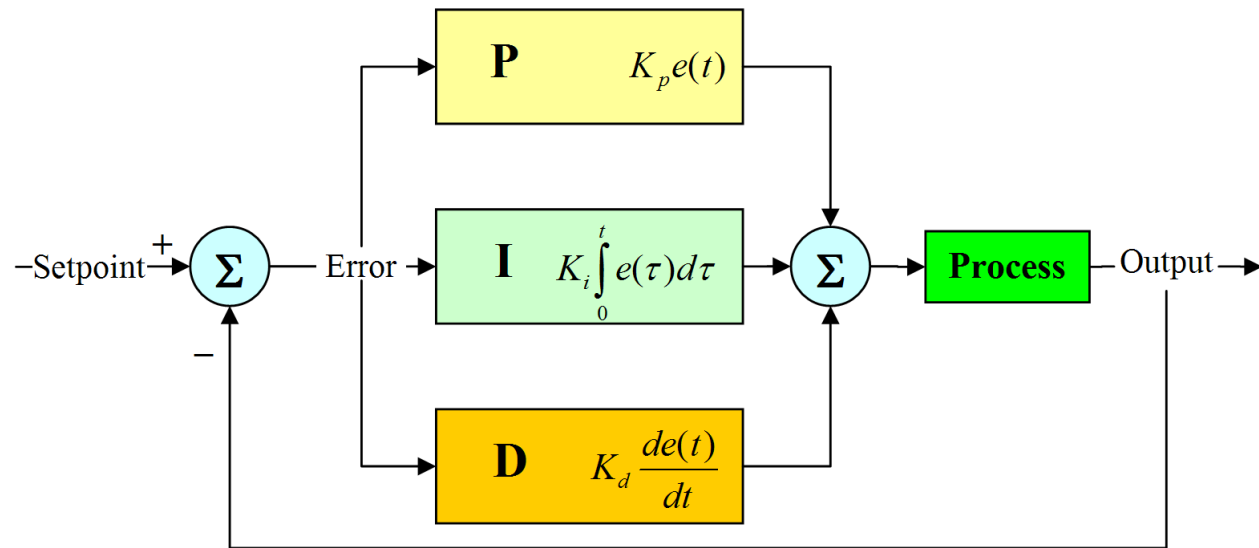 P K_p e(t)
–Setpoint + Σ Error I K_i ∫_0^t e(τ)dτ Σ Process Output
–
D K_d de(t)/dt